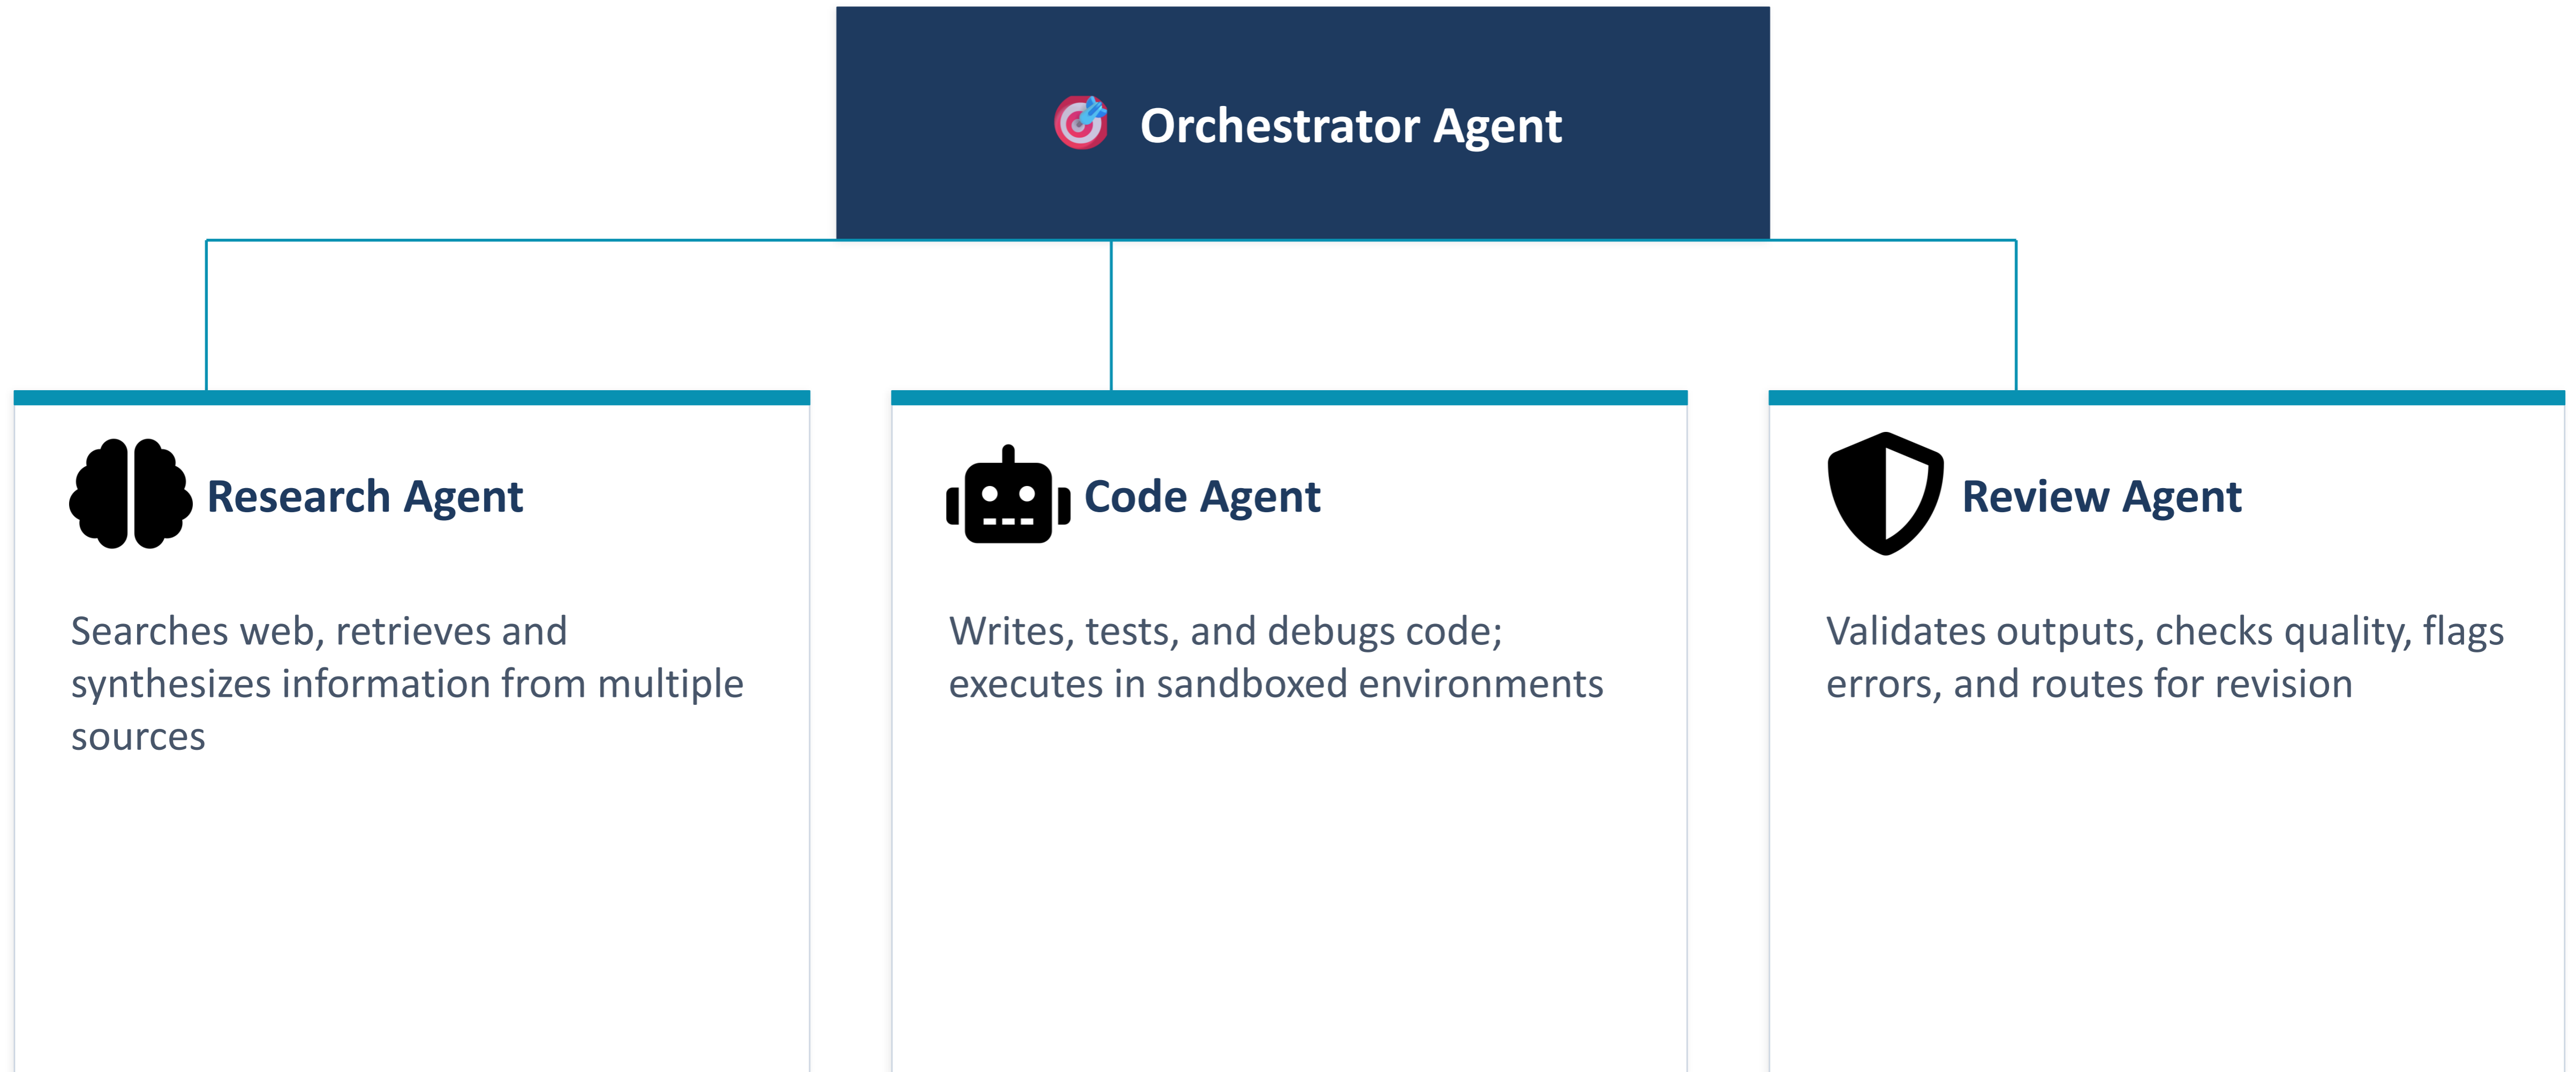 Orchestrator Agent
Research Agent
Searches web, retrieves and
synthesizes information from multiple
sources
Code Agent
Writes, tests, and debugs code;
executes in sandboxed environments
Review Agent
Validates outputs, checks quality, flags
errors, and routes for revision